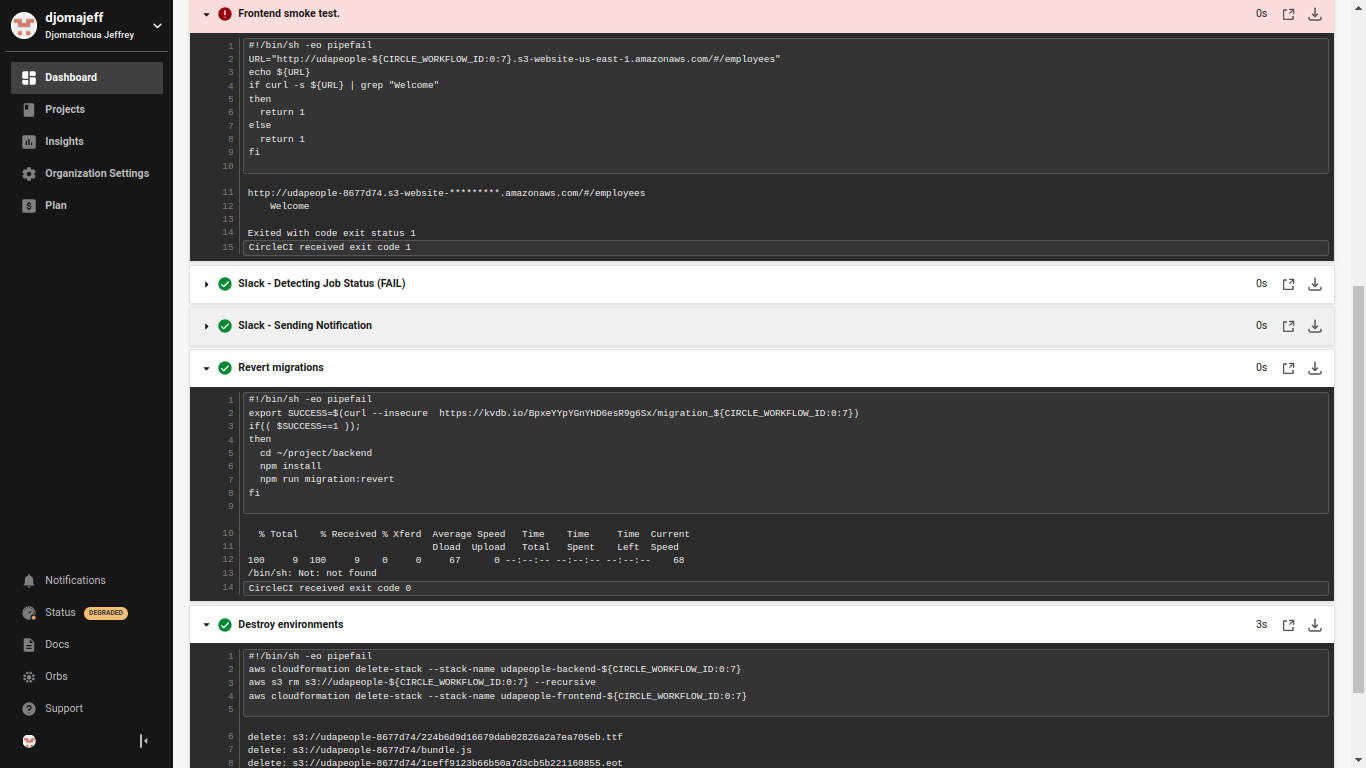 djomajeff
Djomatchoua Jeffrey
Dashboard
Projects
Insights
Organization Settings
Plan
Notifications
Status DEGRADED
Docs
Orbs
Support
Frontend smoke test. 0s
1 #!/bin/sh -eo pipefail
2 URL="http://udapeople-${CIRCLE_WORKFLOW_ID:0:7}.s3-website-us-east-1.amazonaws.com/#/employees"
3 echo ${URL}
4 if curl -s ${URL} | grep "Welcome"
5 then
6   return 1
7 else
8   return 1
9 fi
10
11 http://udapeople-8677d74.s3-website-*********.amazonaws.com/#/employees
12     Welcome
13
14 Exited with code exit status 1
15 CircleCI received exit code 1
Slack - Detecting Job Status (FAIL) 0s
Slack - Sending Notification 0s
Revert migrations 0s
1 #!/bin/sh -eo pipefail
2 export SUCCESS=$(curl --insecure  https://kvdb.io/BpxeYYpYGnYHD6esR9g6Sx/migration_${CIRCLE_WORKFLOW_ID:0:7})
3 if(( $SUCCESS==1 ));
4 then
5   cd ~/project/backend
6   npm install
7   npm run migration:revert
8 fi
9
10   % Total    % Received % Xferd  Average Speed   Time    Time     Time  Current
11                                  Dload  Upload   Total   Spent    Left  Speed
12 100     9  100     9    0     0     67      0 --:--:-- --:--:-- --:--:--    68
13 /bin/sh: Not: not found
14 CircleCI received exit code 0
Destroy environments 3s
1 #!/bin/sh -eo pipefail
2 aws cloudformation delete-stack --stack-name udapeople-backend-${CIRCLE_WORKFLOW_ID:0:7}
3 aws s3 rm s3://udapeople-${CIRCLE_WORKFLOW_ID:0:7} --recursive
4 aws cloudformation delete-stack --stack-name udapeople-frontend-${CIRCLE_WORKFLOW_ID:0:7}
5
6 delete: s3://udapeople-8677d74/224b6d9d16679dab02826a2a7ea705eb.ttf
7 delete: s3://udapeople-8677d74/bundle.js
8 delete: s3://udapeople-8677d74/1ceff9123b66b50a7d3cb5b221160855.eot